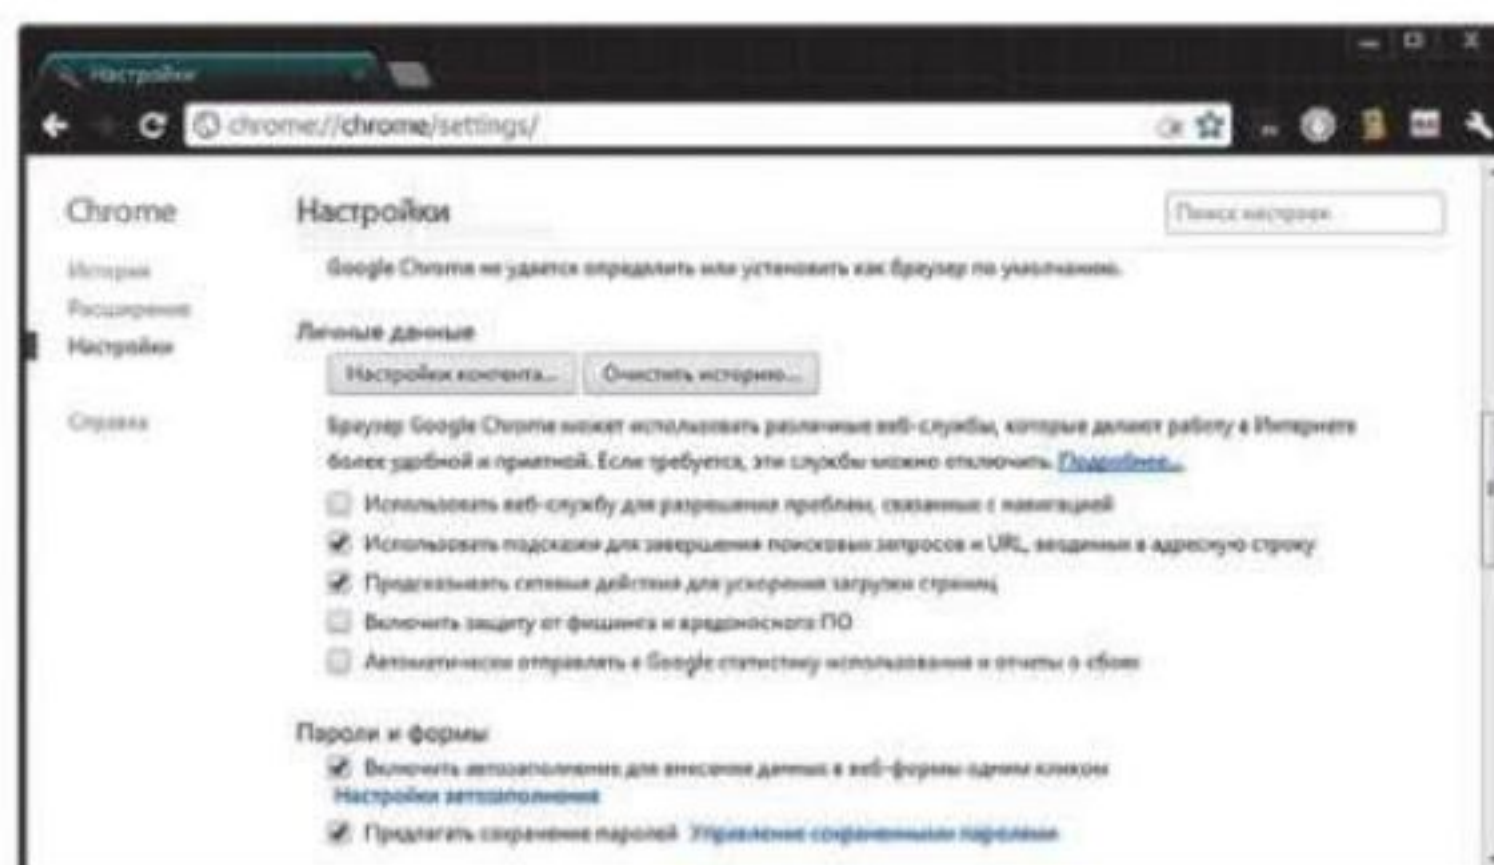 Настройки
chrome://chrome/settings/
Chrome
Настройки
Поиск настроек
История
Расширения
Настройки
Справка
Google Chrome не удается определить или установить как браузер по умолчанию.
Личные данные
Настройки контента...
Очистить историю...
Браузер Google Chrome может использовать различные веб-службы, которые делают работу в Интернете
более удобной и приятной. Если требуется, эти службы можно отключить. Подробнее...
Использовать веб-службу для разрешения проблем, связанных с навигацией
Использовать подсказки для завершения поисковых запросов и URL, вводимых в адресную строку
Предсказывать сетевые действия для ускорения загрузки страниц
Включить защиту от фишинга и вредоносного ПО
Автоматически отправлять в Google статистику использования и отчеты о сбоях
Пароли и формы
Включить автозаполнение для внесения данных в веб-формы одним кликом
Настройки автозаполнения
Предлагать сохранение паролей Управление сохраненными паролями